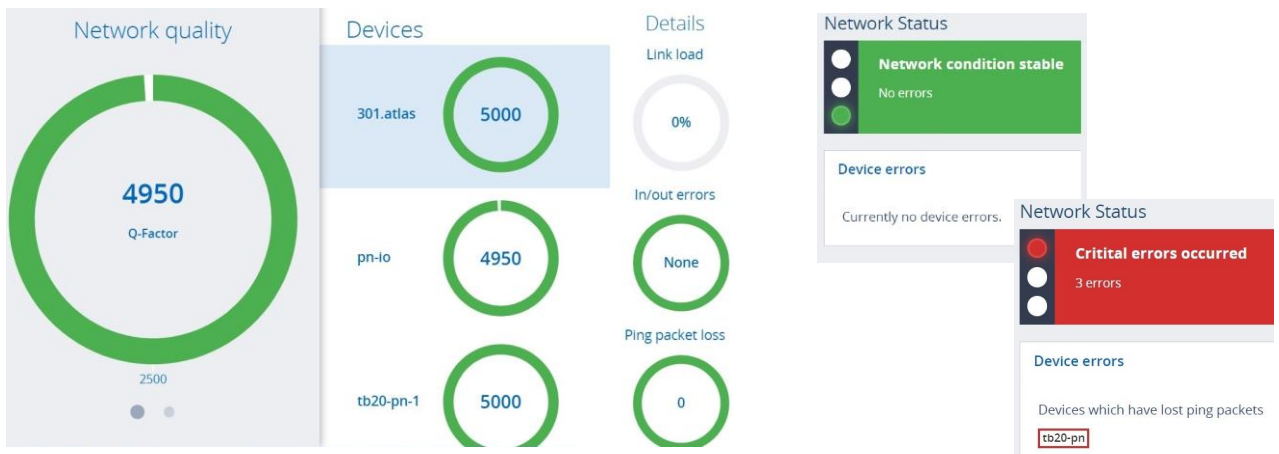 Network quality
4950
Q-Factor
2500
Devices
301.atlas
5000
pn-io
4950
tb20-pn-1
5000
Details
Link load
0%
In/out errors
None
Ping packet loss
0
Network Status
Network condition stable
No errors
Device errors
Currently no device errors.
Network Status
Critital errors occurred
3 errors
Device errors
Devices which have lost ping packets
tb20-pn